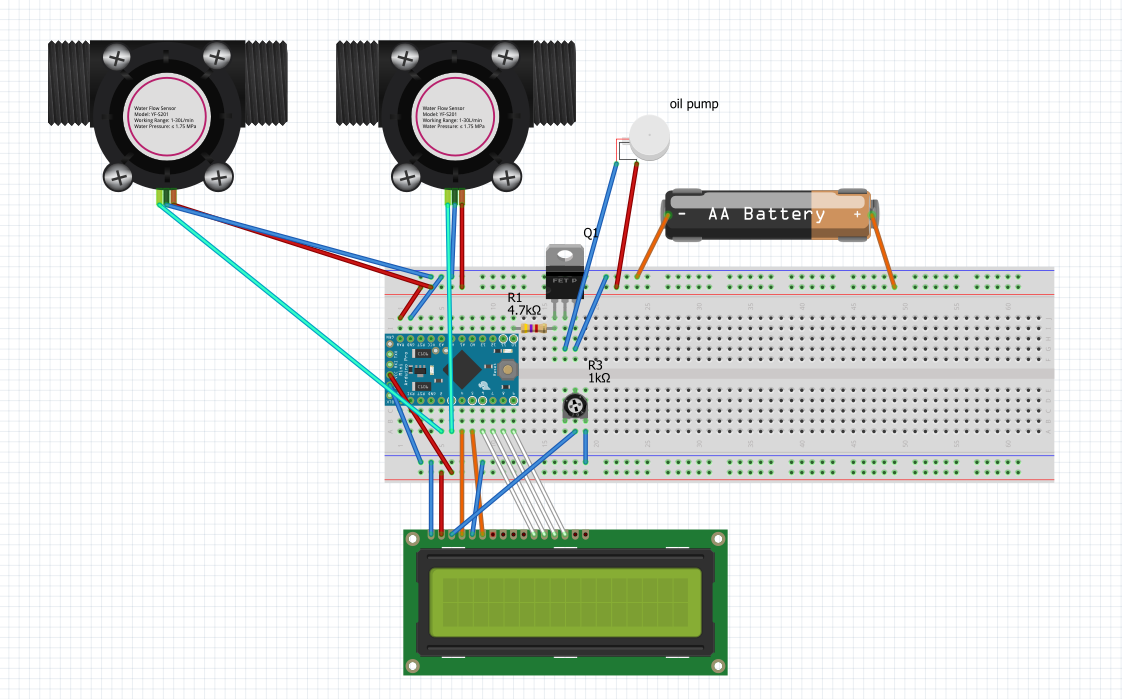 Water Flow Sensor
Model: YF-S201
Working Range: 1-30L/min
Water Pressure: ≤ 1.75 MPa
Water Flow Sensor
Model: YF-S201
Working Range: 1-30L/min
Water Pressure: ≤ 1.75 MPa
oil pump
- AA Battery +
Q1
FET P
R1
4.7kΩ
R3
1kΩ